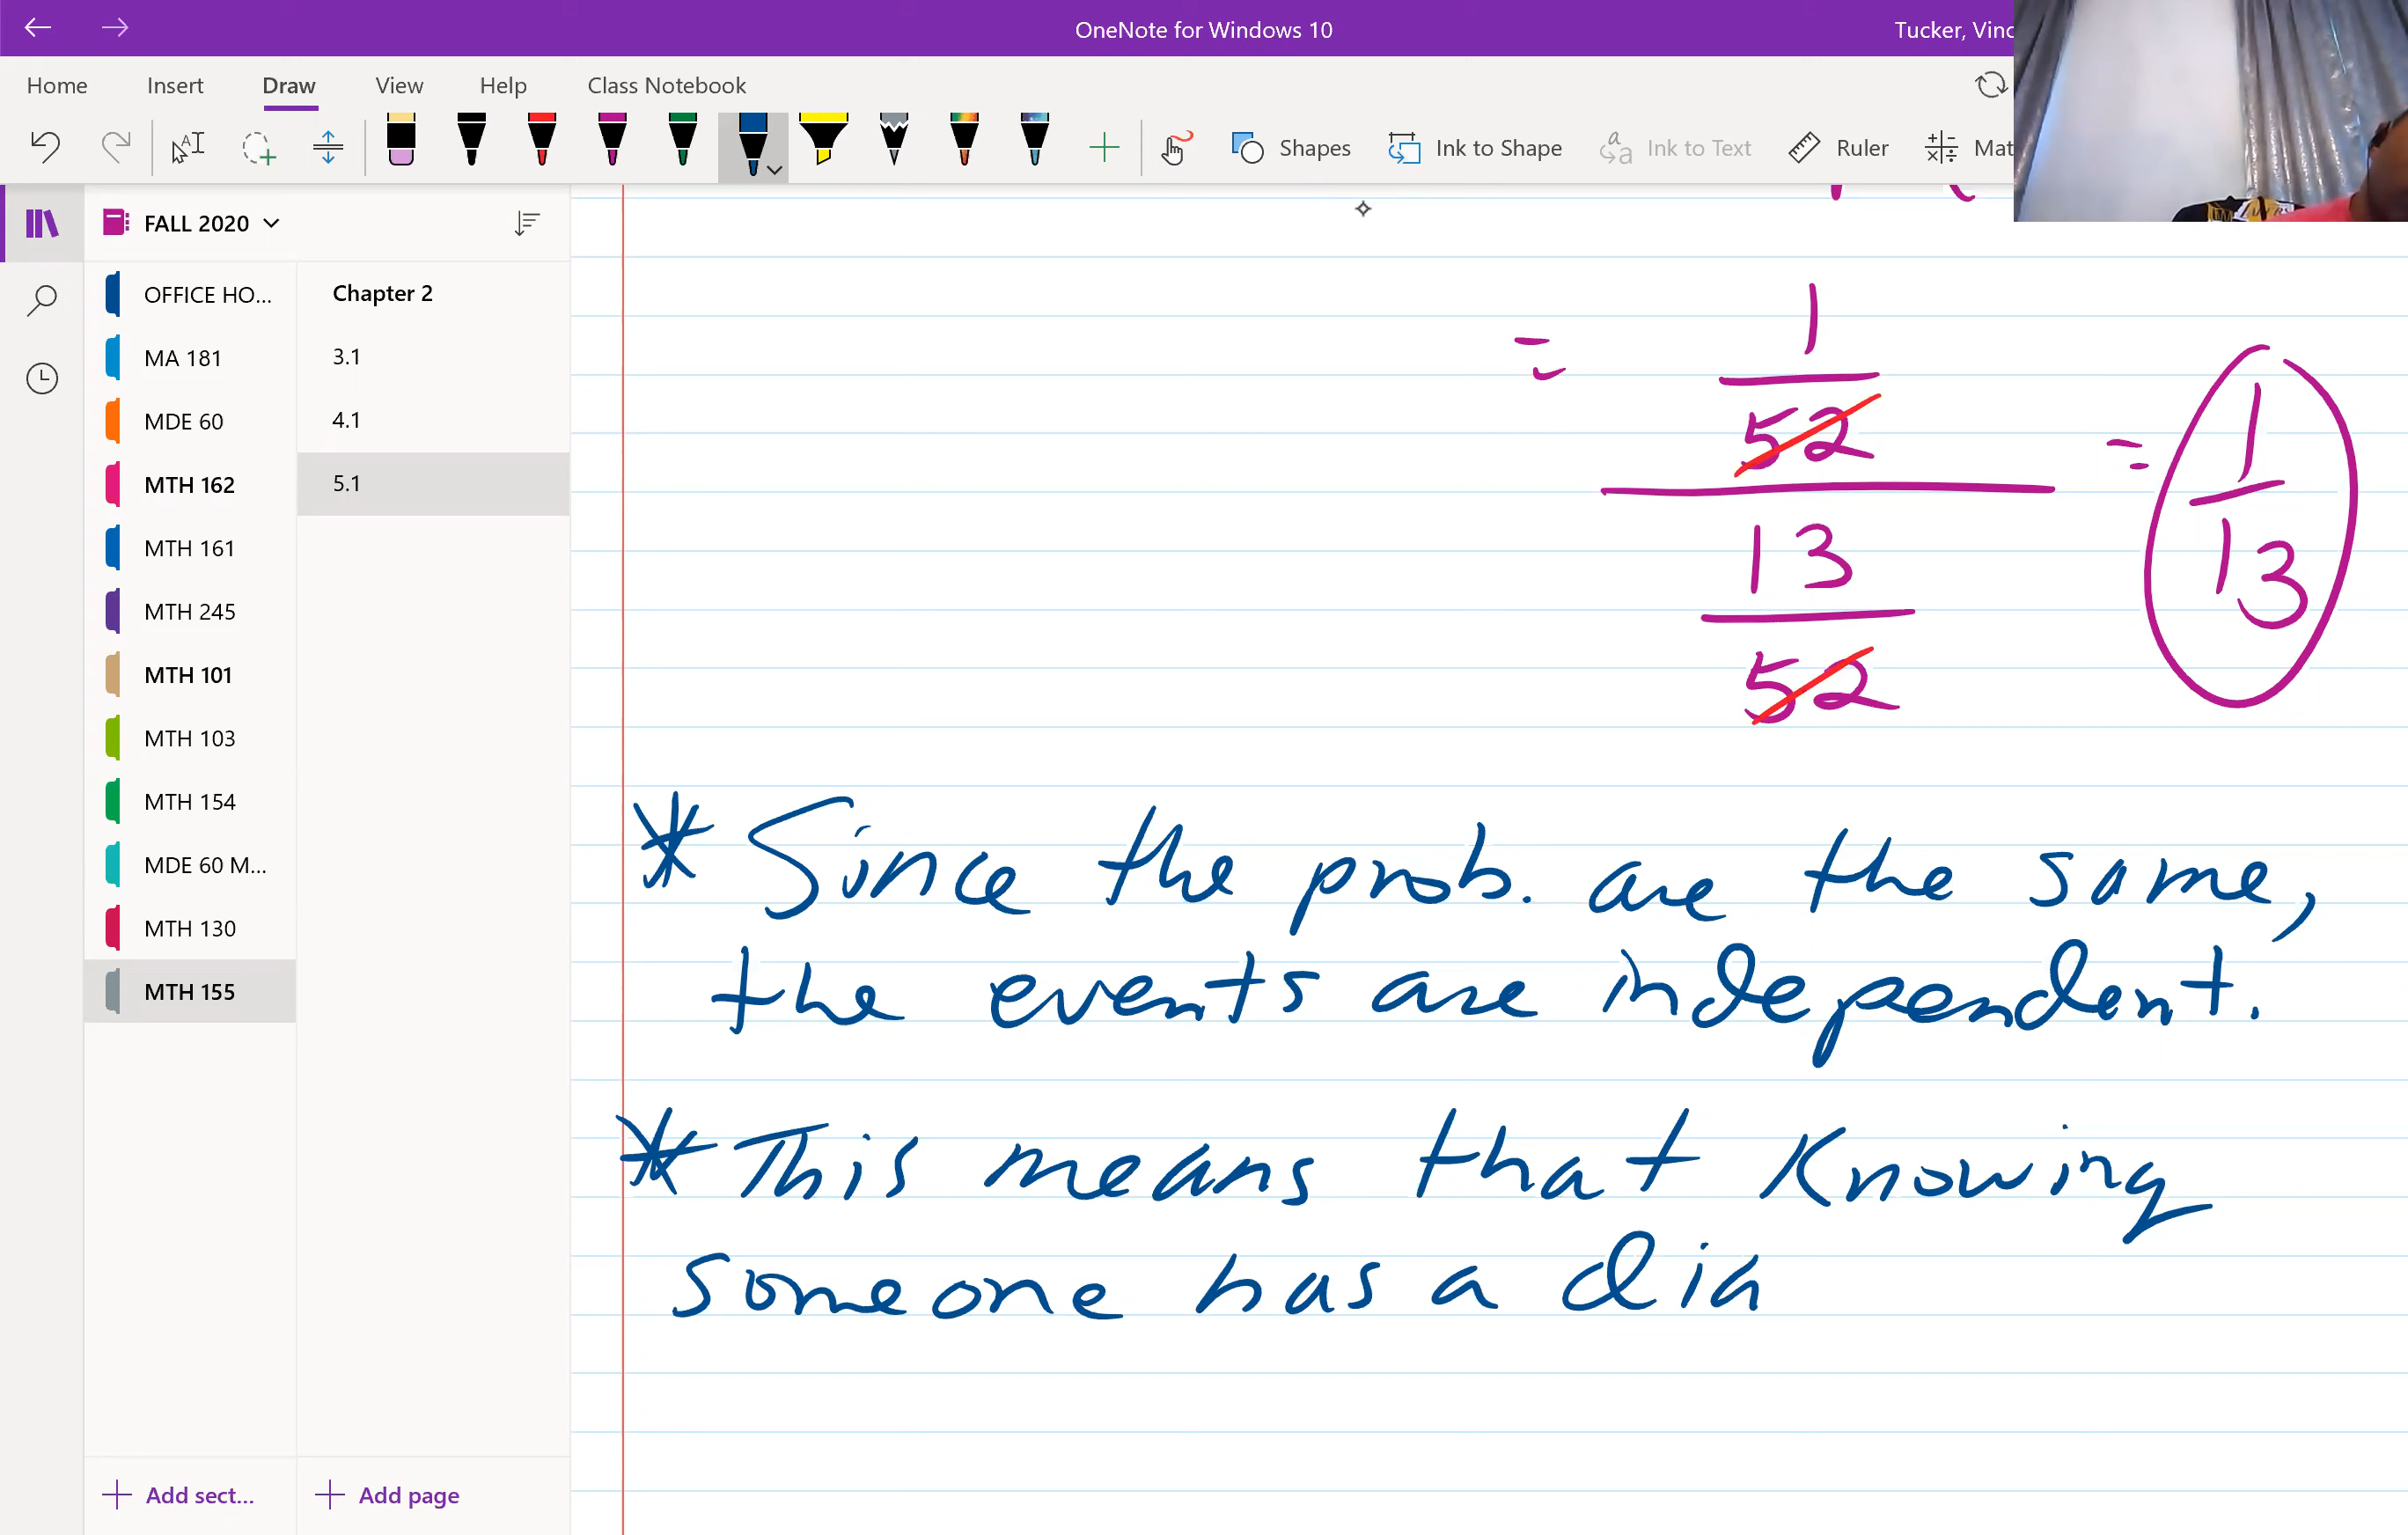 OneNote for Windows 10
Tucker, Vinc
Home Insert Draw View Help Class Notebook
Shapes Ink to Shape Ink to Text Ruler Mat
FALL 2020
OFFICE HO...
MA 181
MDE 60
MTH 162
MTH 161
MTH 245
MTH 101
MTH 103
MTH 154
MDE 60 M...
MTH 130
MTH 155
Add sect...
Chapter 2
3.1
4.1
5.1
Add page
= 1
52
13
52
= 1
13
* Since the prob. are the same,
the events are independent.
* This means that Knowing
someone has a dia